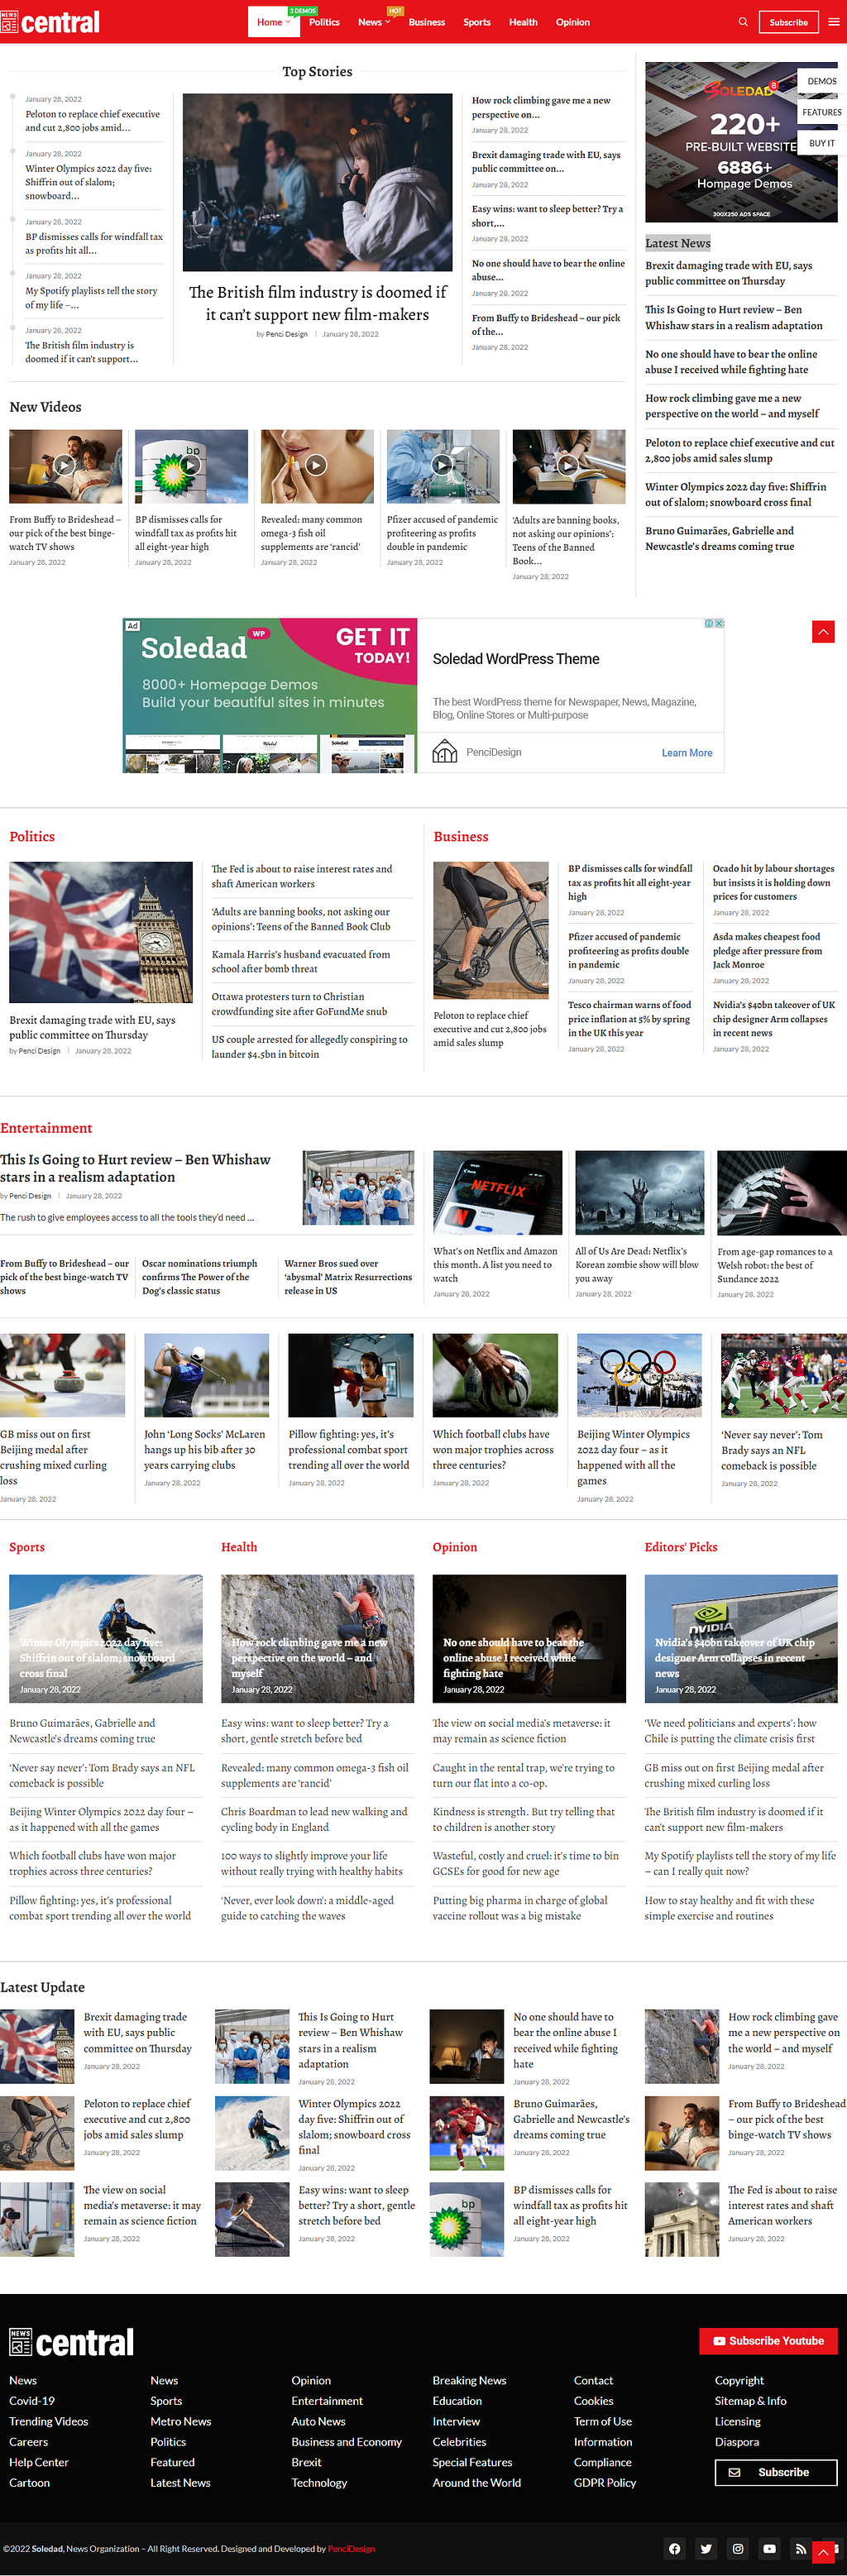 NEWS central
Home
3 DEMOS
Politics
News
HOT
Business
Sports
Health
Opinion
Subscribe
Top Stories
January 28, 2022
Peloton to replace chief executive
and cut 2,800 jobs amid...
January 28, 2022
Winter Olympics 2022 day five:
Shiffrin out of slalom;
snowboard...
January 28, 2022
BP dismisses calls for windfall tax
as profits hit all...
January 28, 2022
My Spotify playlists tell the story
of my life –...
January 28, 2022
The British film industry is
doomed if it can't support...
The British film industry is doomed if
it can't support new film-makers
by Penci Design | January 28, 2022
How rock climbing gave me a new
perspective on...
January 28, 2022
Brexit damaging trade with EU, says
public committee on...
January 28, 2022
Easy wins: want to sleep better? Try a
short,...
January 28, 2022
No one should have to bear the online
abuse...
January 28, 2022
From Buffy to Brideshead – our pick
of the...
January 28, 2022
SOLEDAD 8
220+
PRE-BUILT WEBSITE
6886+
Hompage Demos
300X250 ADS SPACE
DEMOS
FEATURES
BUY IT
Latest News
Brexit damaging trade with EU, says
public committee on Thursday
This Is Going to Hurt review – Ben
Whishaw stars in a realism adaptation
No one should have to bear the online
abuse I received while fighting hate
How rock climbing gave me a new
perspective on the world – and myself
Peloton to replace chief executive and cut
2,800 jobs amid sales slump
Winter Olympics 2022 day five: Shiffrin
out of slalom; snowboard cross final
Bruno Guimarães, Gabrielle and
Newcastle's dreams coming true
New Videos
bp
From Buffy to Brideshead –
our pick of the best binge-
watch TV shows
January 28, 2022
BP dismisses calls for
windfall tax as profits hit
all eight-year high
January 28, 2022
Revealed: many common
omega-3 fish oil
supplements are 'rancid'
January 28, 2022
Pfizer accused of pandemic
profiteering as profits
double in pandemic
January 28, 2022
'Adults are banning books,
not asking our opinions':
Teens of the Banned
Book...
January 28, 2022
Ad
Soledad WP
GET IT
TODAY!
8000+ Homepage Demos
Build your beautiful sites in minutes
Soledad WordPress Theme
The best WordPress theme for Newspaper, News, Magazine,
Blog, Online Stores or Multi-purpose
PenciDesign
Learn More
Politics
Brexit damaging trade with EU, says
public committee on Thursday
by Penci Design | January 28, 2022
The Fed is about to raise interest rates and
shaft American workers
'Adults are banning books, not asking our
opinions': Teens of the Banned Book Club
Kamala Harris's husband evacuated from
school after bomb threat
Ottawa protesters turn to Christian
crowdfunding site after GoFundMe snub
US couple arrested for allegedly conspiring to
launder $4.5bn in bitcoin
Business
Peloton to replace chief
executive and cut 2,800 jobs
amid sales slump
BP dismisses calls for windfall
tax as profits hit all eight-year
high
January 28, 2022
Pfizer accused of pandemic
profiteering as profits double
in pandemic
January 28, 2022
Tesco chairman warns of food
price inflation at 5% by spring
in the UK this year
January 28, 2022
Ocado hit by labour shortages
but insists it is holding down
prices for customers
January 28, 2022
Asda makes cheapest food
pledge after pressure from
Jack Monroe
January 28, 2022
Nvidia's $40bn takeover of UK
chip designer Arm collapses
in recent news
January 28, 2022
Entertainment
This Is Going to Hurt review – Ben Whishaw
stars in a realism adaptation
by Penci Design | January 28, 2022
The rush to give employees access to all the tools they'd need ...
From Buffy to Brideshead – our
pick of the best binge-watch TV
shows
Oscar nominations triumph
confirms The Power of the
Dog's classic status
Warner Bros sued over
'abysmal' Matrix Resurrections
release in US
NETFLIX
What's on Netflix and Amazon
this month. A list you need to
watch
January 28, 2022
All of Us Are Dead: Netflix's
Korean zombie show will blow
you away
January 28, 2022
From age-gap romances to a
Welsh robot: the best of
Sundance 2022
January 28, 2022
GB miss out on first
Beijing medal after
crushing mixed curling
loss
January 28, 2022
John 'Long Socks' McLaren
hangs up his bib after 30
years carrying clubs
January 28, 2022
Pillow fighting: yes, it's
professional combat sport
trending all over the world
January 28, 2022
Which football clubs have
won major trophies across
three centuries?
January 28, 2022
Beijing Winter Olympics
2022 day four – as it
happened with all the
games
January 28, 2022
'Never say never': Tom
Brady says an NFL
comeback is possible
January 28, 2022
Sports
Winter Olympics 2022 day five:
Shiffrin out of slalom; snowboard
cross final
January 28, 2022
Bruno Guimarães, Gabrielle and
Newcastle's dreams coming true
'Never say never': Tom Brady says an NFL
comeback is possible
Beijing Winter Olympics 2022 day four –
as it happened with all the games
Which football clubs have won major
trophies across three centuries?
Pillow fighting: yes, it's professional
combat sport trending all over the world
Health
How rock climbing gave me a new
perspective on the world – and
myself
January 28, 2022
Easy wins: want to sleep better? Try a
short, gentle stretch before bed
Revealed: many common omega-3 fish oil
supplements are 'rancid'
Chris Boardman to lead new walking and
cycling body in England
100 ways to slightly improve your life
without really trying with healthy habits
'Never, ever look down': a middle-aged
guide to catching the waves
Opinion
No one should have to bear the
online abuse I received while
fighting hate
January 28, 2022
The view on social media's metaverse: it
may remain as science fiction
Caught in the rental trap, we're trying to
turn our flat into a co-op.
Kindness is strength. But try telling that
to children is another story
Wasteful, costly and cruel: it's time to bin
GCSEs for good for new age
Putting big pharma in charge of global
vaccine rollout was a big mistake
Editors' Picks
NVIDIA
Nvidia's $40bn takeover of UK chip
designer Arm collapses in recent
news
January 28, 2022
'We need politicians and experts': how
Chile is putting the climate crisis first
GB miss out on first Beijing medal after
crushing mixed curling loss
The British film industry is doomed if it
can't support new film-makers
My Spotify playlists tell the story of my life
– can I really quit now?
How to stay healthy and fit with these
simple exercise and routines
Latest Update
Brexit damaging trade
with EU, says public
committee on Thursday
January 28, 2022
This Is Going to Hurt
review – Ben Whishaw
stars in a realism
adaptation
January 28, 2022
No one should have to
bear the online abuse I
received while fighting
hate
January 28, 2022
How rock climbing gave
me a new perspective on
the world – and myself
January 28, 2022
Peloton to replace chief
executive and cut 2,800
jobs amid sales slump
January 28, 2022
Winter Olympics 2022
day five: Shiffrin out of
slalom; snowboard cross
final
January 28, 2022
Bruno Guimarães,
Gabrielle and Newcastle's
dreams coming true
January 28, 2022
From Buffy to Brideshead
– our pick of the best
binge-watch TV shows
January 28, 2022
The view on social
media's metaverse: it may
remain as science fiction
January 28, 2022
Easy wins: want to sleep
better? Try a short, gentle
stretch before bed
January 28, 2022
bp
BP dismisses calls for
windfall tax as profits hit
all eight-year high
January 28, 2022
The Fed is about to raise
interest rates and shaft
American workers
January 28, 2022
NEWS central
Subscribe Youtube
News
Covid-19
Trending Videos
Careers
Help Center
Cartoon
News
Sports
Metro News
Politics
Featured
Latest News
Opinion
Entertainment
Auto News
Business and Economy
Brexit
Technology
Breaking News
Education
Interview
Celebrities
Special Features
Around the World
Contact
Cookies
Term of Use
Information
Compliance
GDPR Policy
Copyright
Sitemap & Info
Licensing
Diaspora
Subscribe
©2022 Soledad, News Organization – All Right Reserved. Designed and Developed by PenciDesign